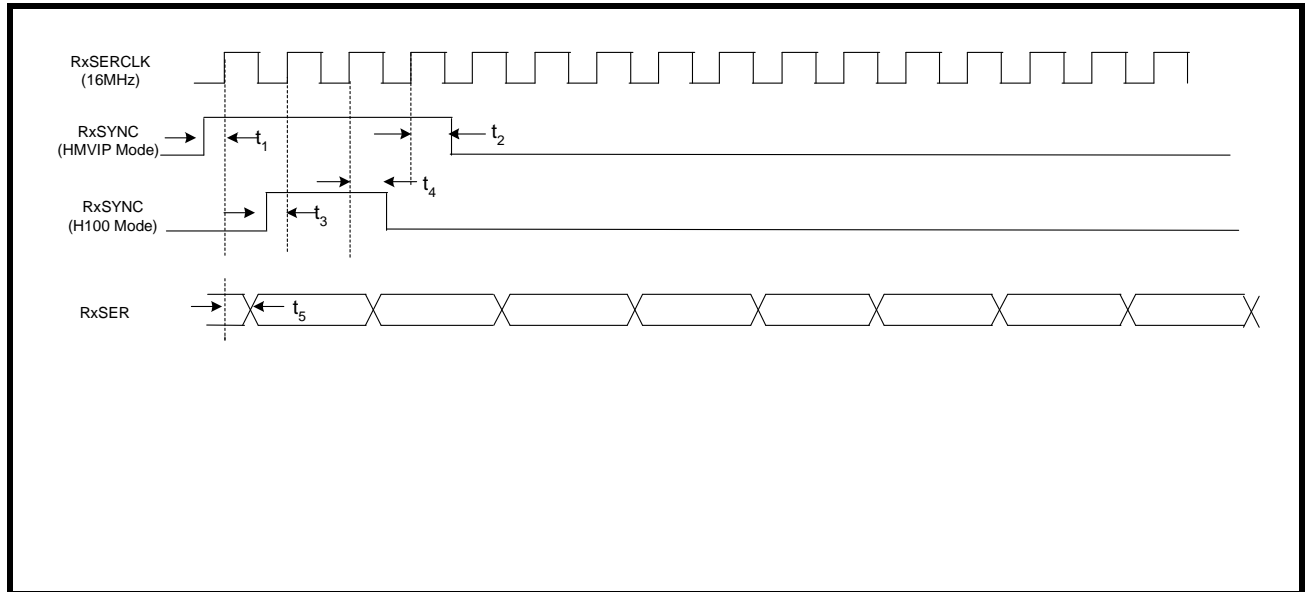 RxSERCLK
(16MHz)
RxSYNC
(HMVIP Mode)
t1
t2
RxSYNC
(H100 Mode)
t3
t4
RxSER
t5